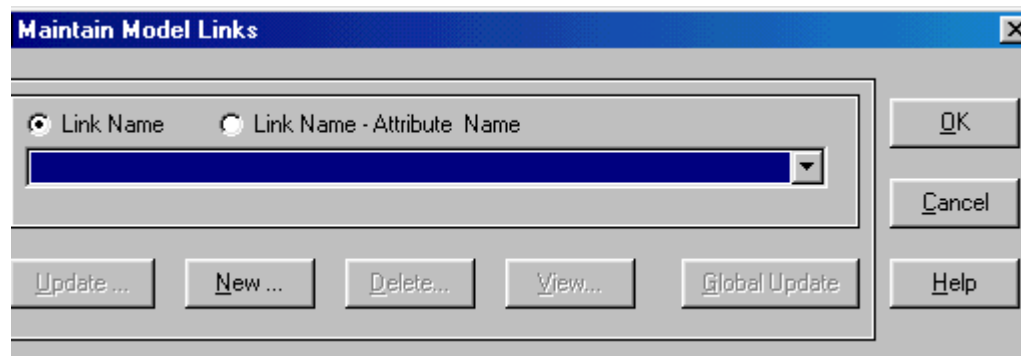 Maintain Model Links
Link Name
Link Name - Attribute Name
OK
Cancel
Update ...
New ...
Delete...
View...
Global Update
Help